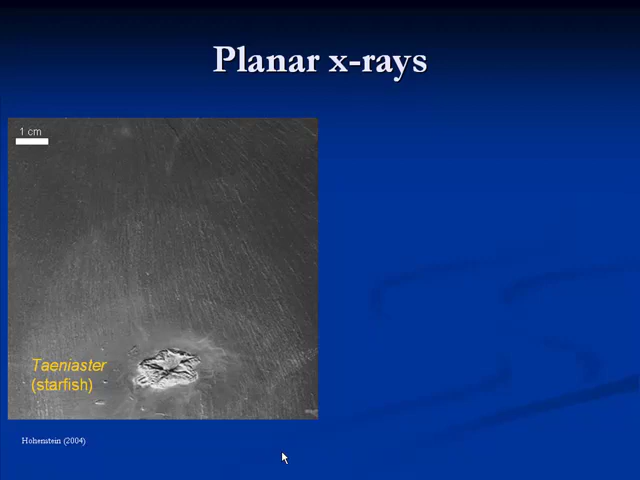 Planar x-rays
1 cm
Taeniaster
(starfish)
Hohenstein (2004)